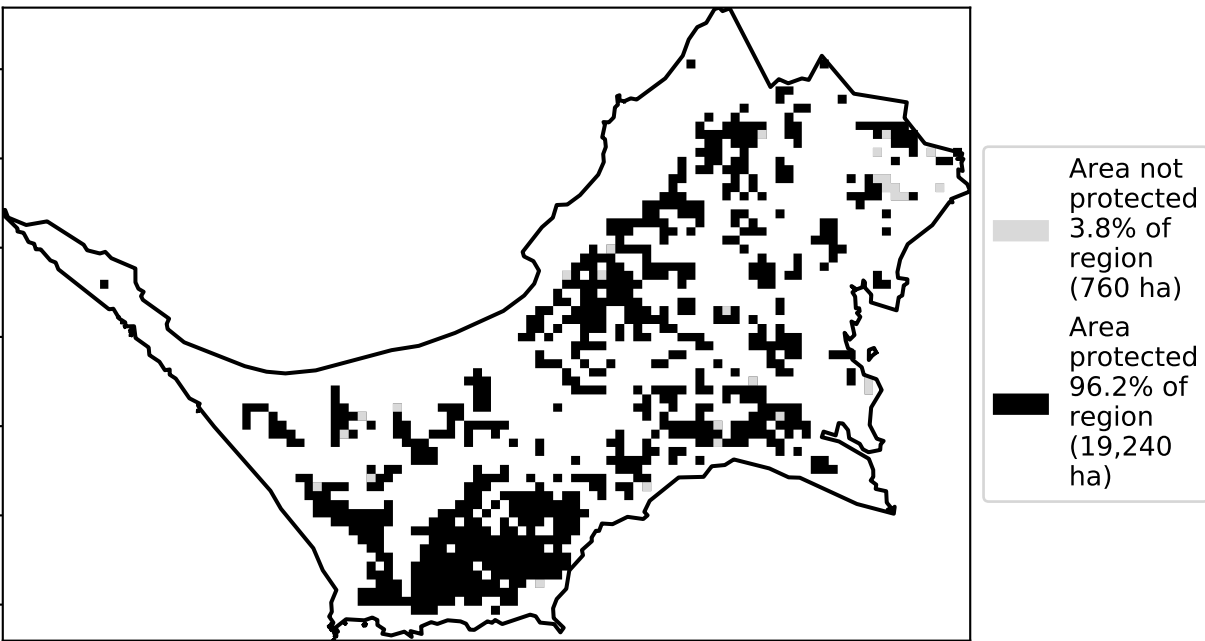 Area not
protected
3.8% of
region
(760 ha)
Area
protected
96.2% of
region
(19,240
ha)